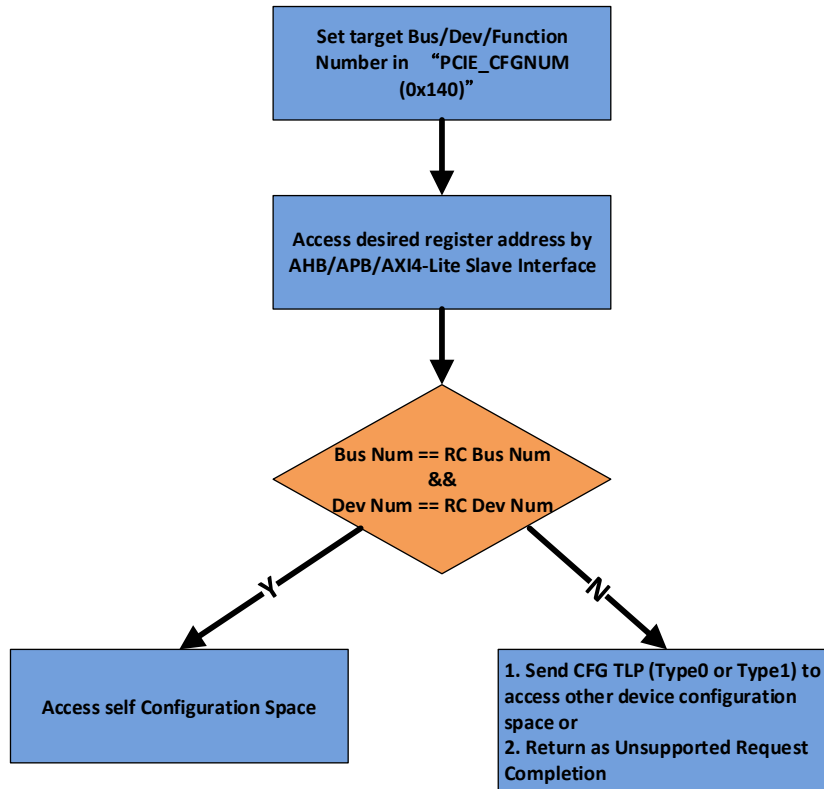 Set target Bus/Dev/Function
Number in “PCIE_CFGNUM
(0x140)”
Access desired register address by
AHB/APB/AXI4-Lite Slave Interface
Bus Num == RC Bus Num
&&
Dev Num == RC Dev Num
Y
N
Access self Configuration Space
1. Send CFG TLP (Type0 or Type1) to
access other device configuration
space or
2. Return as Unsupported Request
Completion